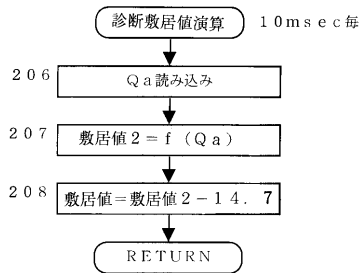 診断敷居値演算 10msec毎
206
Qa読み込み
207
敷居値2=f(Qa)
208
敷居値=敷居値2-14.7
RETURN